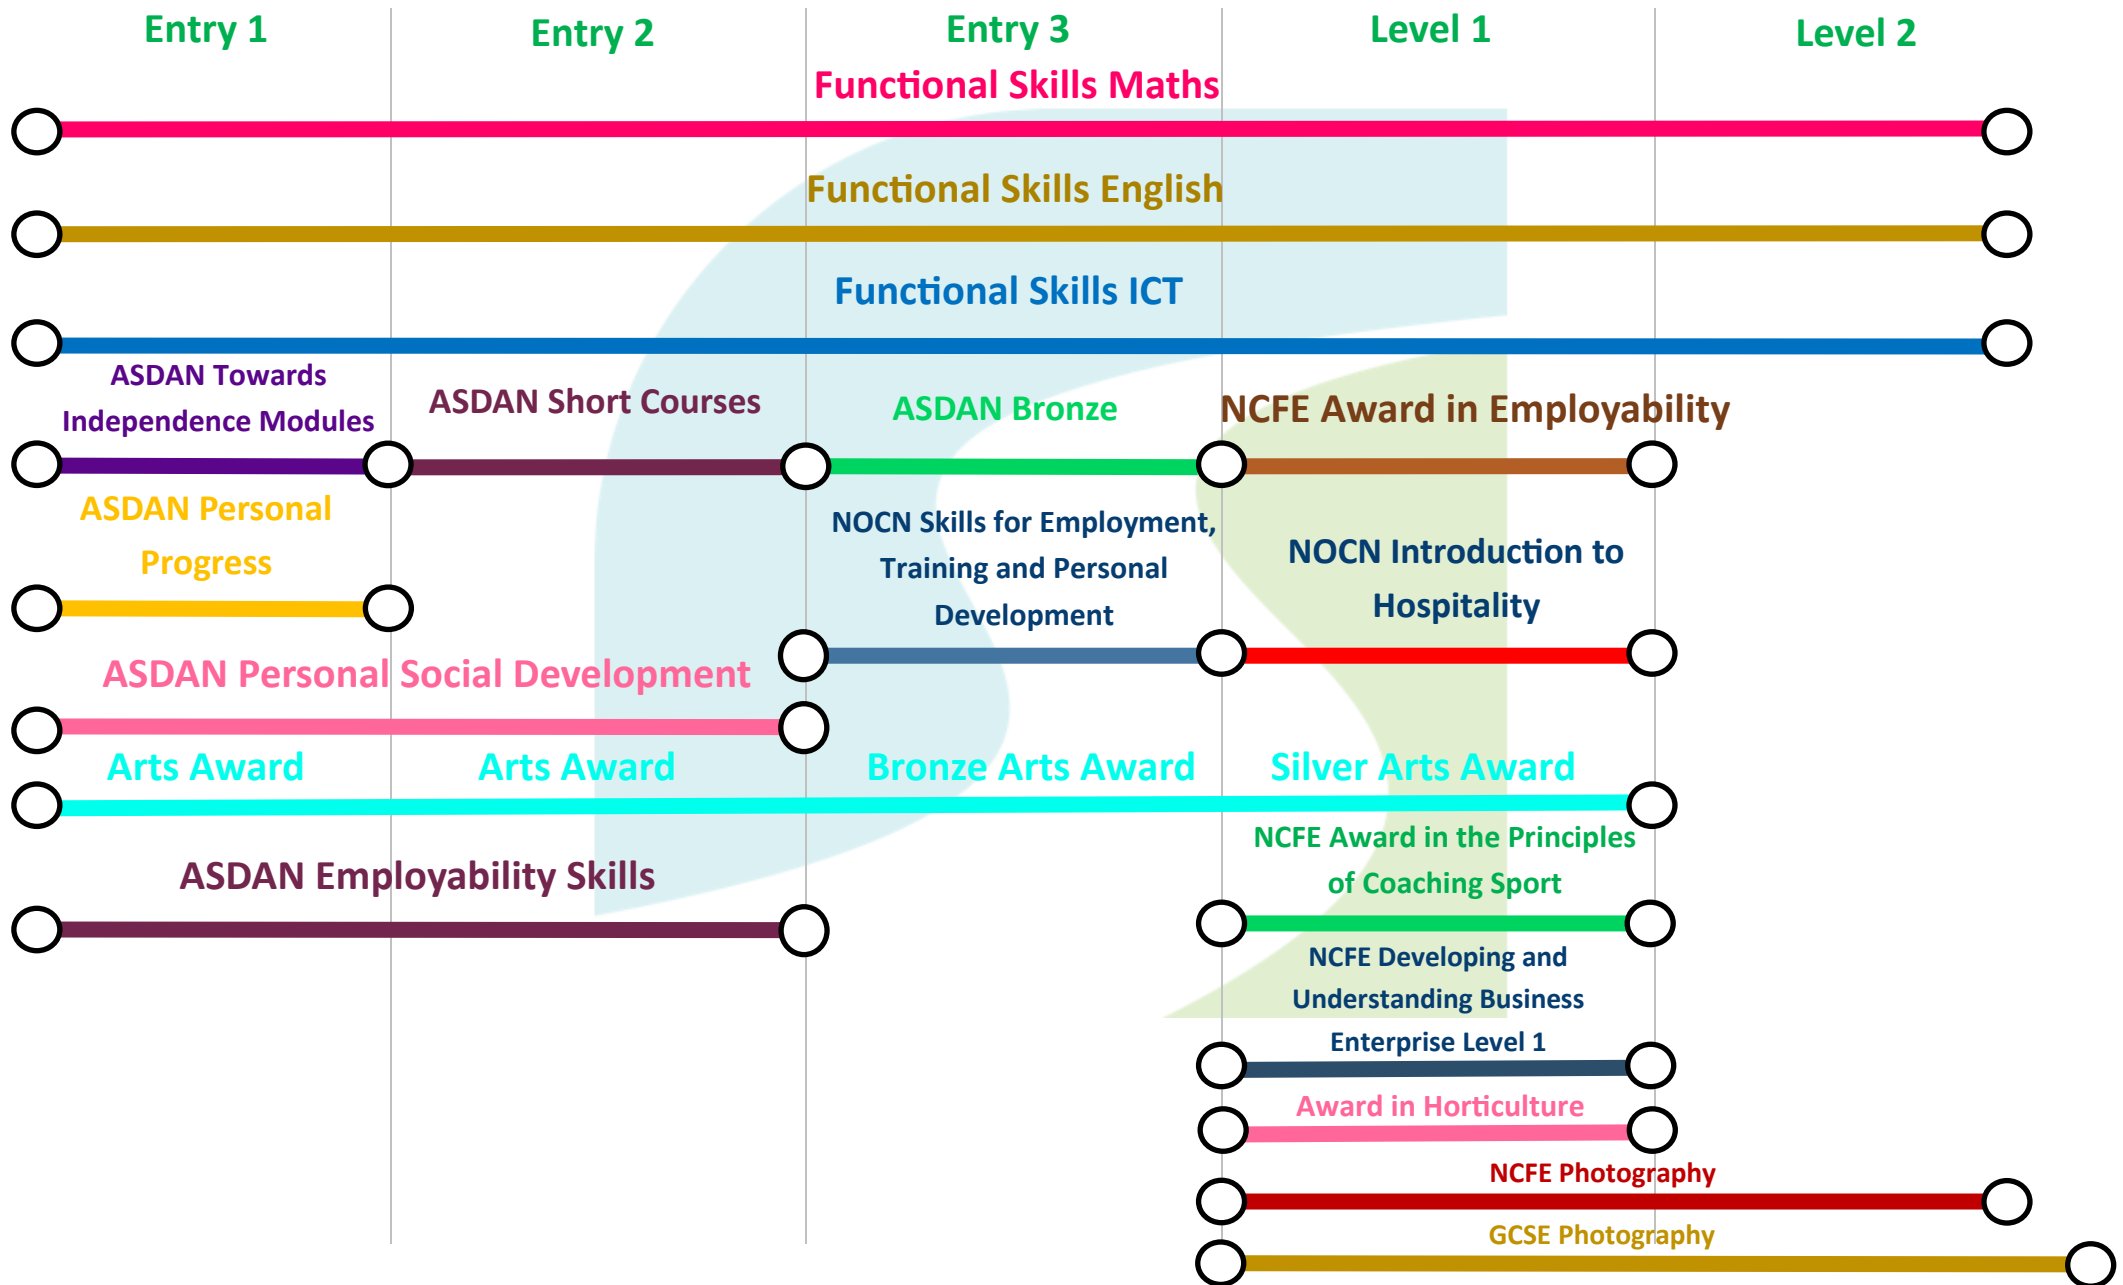 Entry 1
Entry 2
Entry 3
Level 1
Level 2
Functional Skills Maths
Functional Skills English
Functional Skills ICT
ASDAN Towards
Independence Modules
ASDAN Short Courses
ASDAN Bronze
NCFE Award in Employability
ASDAN Personal
Progress
NOCN Skills for Employment,
Training and Personal
Development
NOCN Introduction to
Hospitality
ASDAN Personal Social Development
Arts Award
Arts Award
Bronze Arts Award
Silver Arts Award
ASDAN Employability Skills
NCFE Award in the Principles
of Coaching Sport
NCFE Developing and
Understanding Business
Enterprise Level 1
Award in Horticulture
NCFE Photography
GCSE Photography